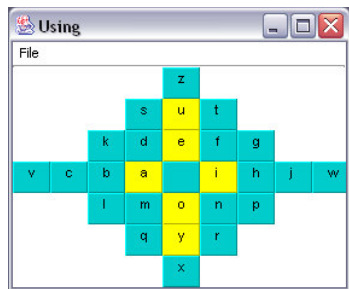 Using
File
z
s u t
k d e f g
v c b a i h j w
l m o n p
q y r
x